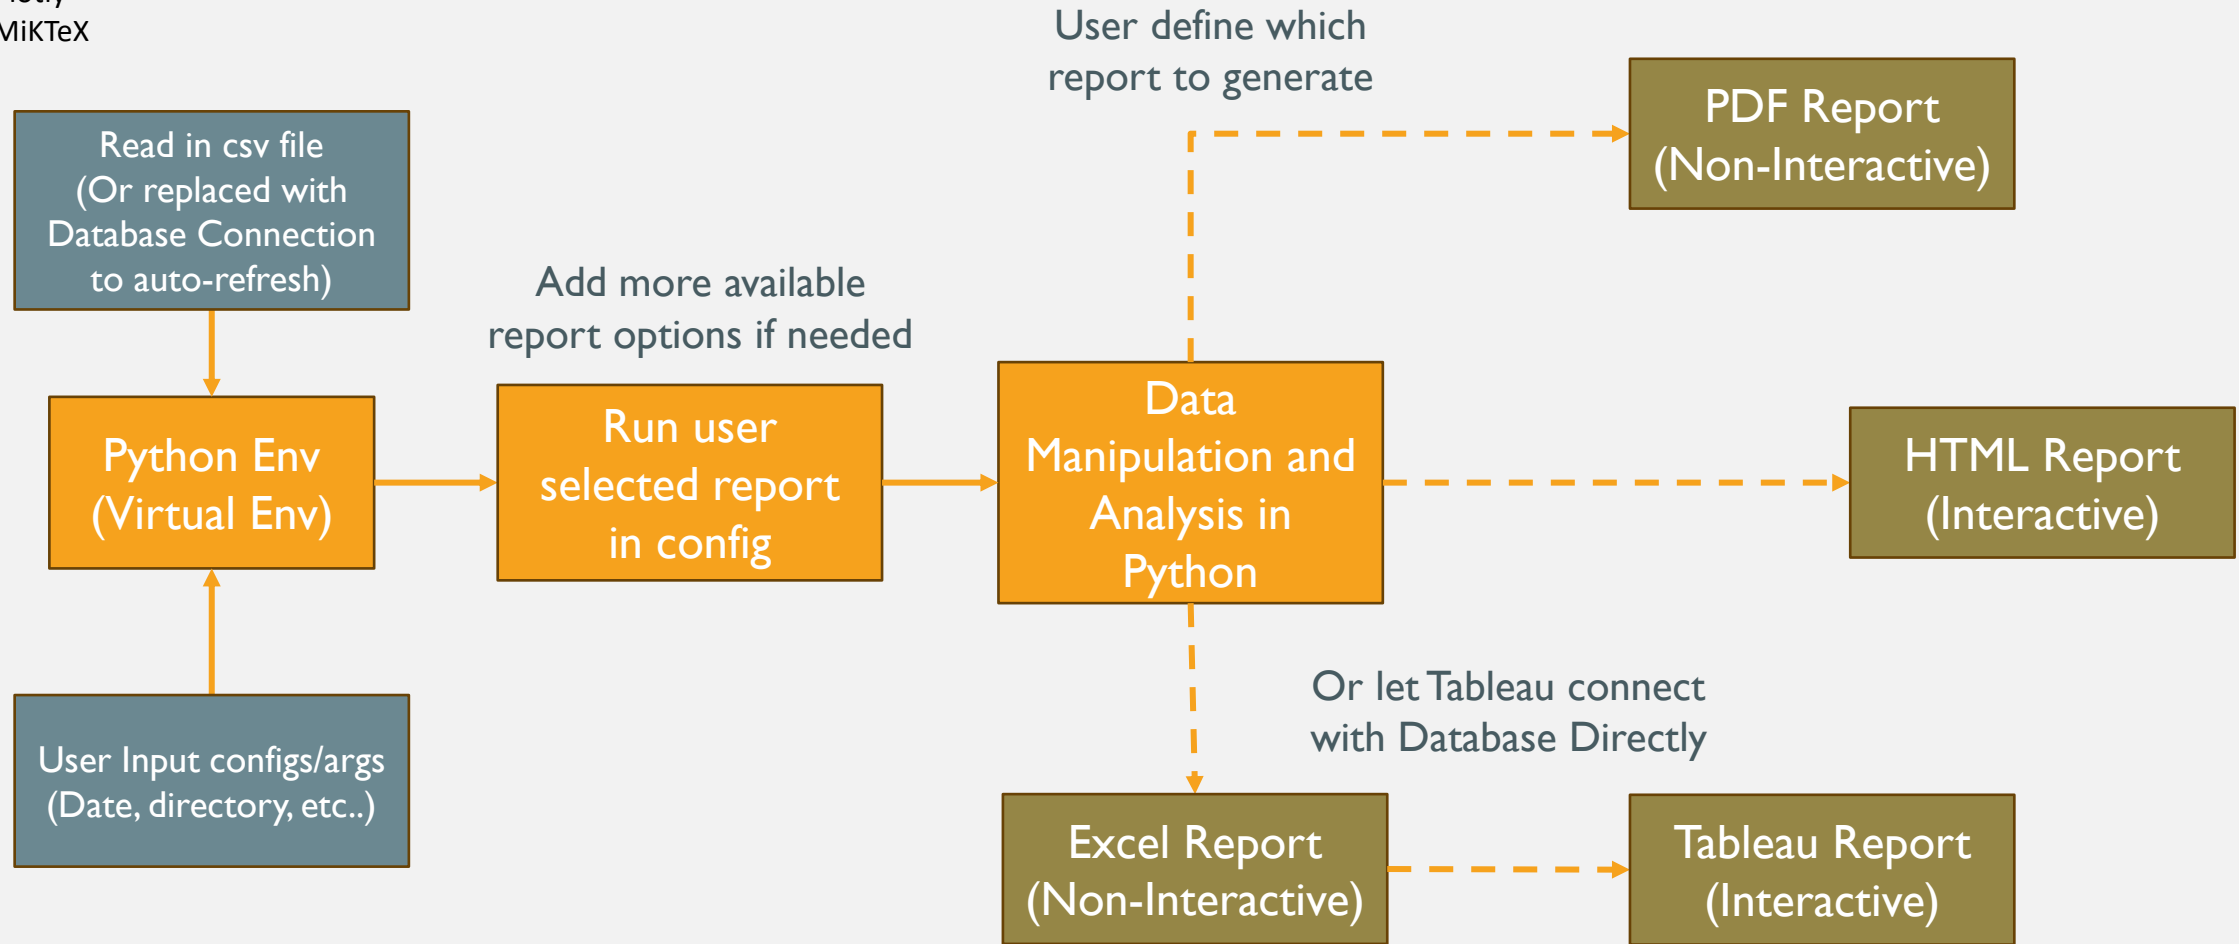 MiKTeX
User define which
report to generate
PDF Report
(Non-Interactive)
Read in csv file
(Or replaced with
Database Connection
to auto-refresh)
Add more available
report options if needed
Python Env
(Virtual Env)
Run user
selected report
in config
Data
Manipulation and
Analysis in
Python
HTML Report
(Interactive)
User Input configs/args
(Date, directory, etc..)
Or let Tableau connect
with Database Directly
Excel Report
(Non-Interactive)
Tableau Report
(Interactive)